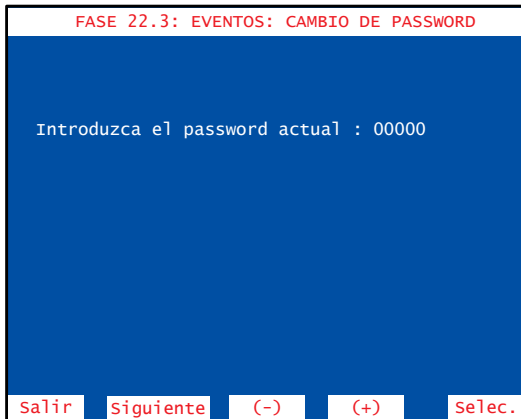 FASE 22.3: EVENTOS: CAMBIO DE PASSWORD
Introduzca el password actual : 00000
Salir Siguiente (-) (+) Selec.